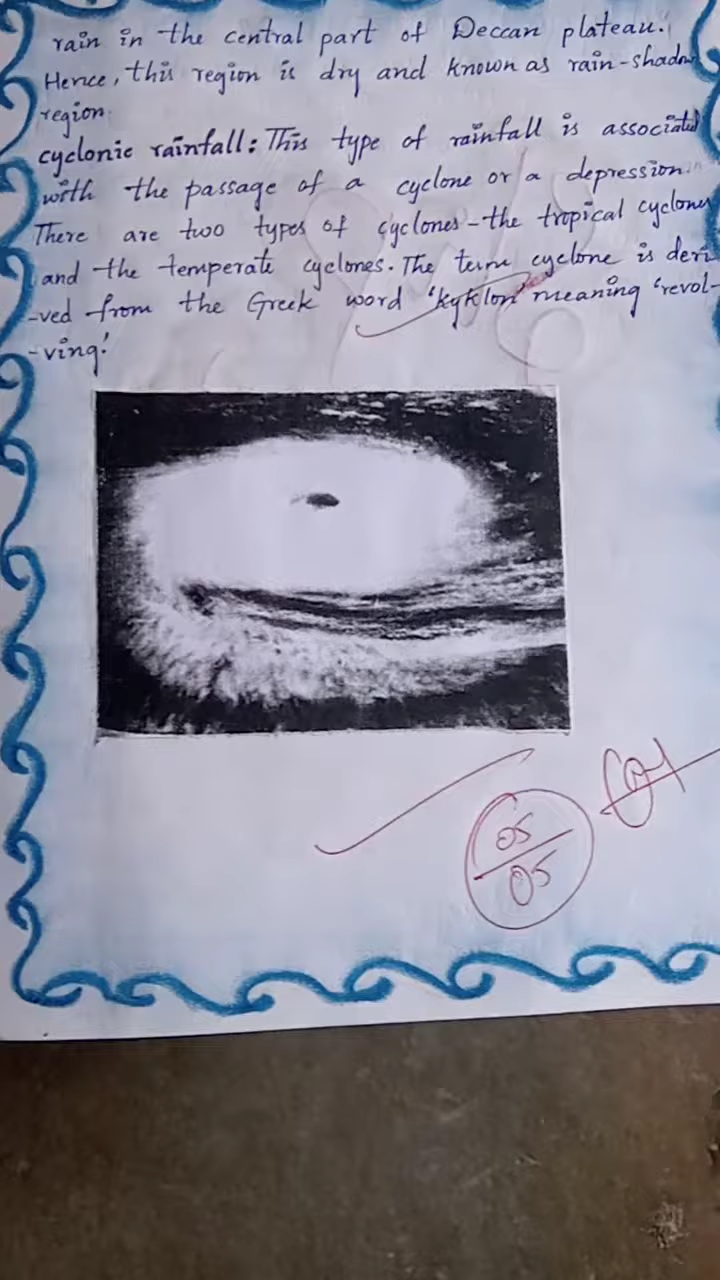 rain in the central part of Deccan plateau.
Hence, this region is dry and known as rain-shadow
region.
cyclonic rainfall: This type of rainfall is associated
with the passage of a cyclone or a depression.
There are two types of cyclones - the tropical cyclones
and the temperate cyclones. The term cyclone is deri
-ved from the Greek word 'kyklon' meaning 'revol-
-ving.'
05
05